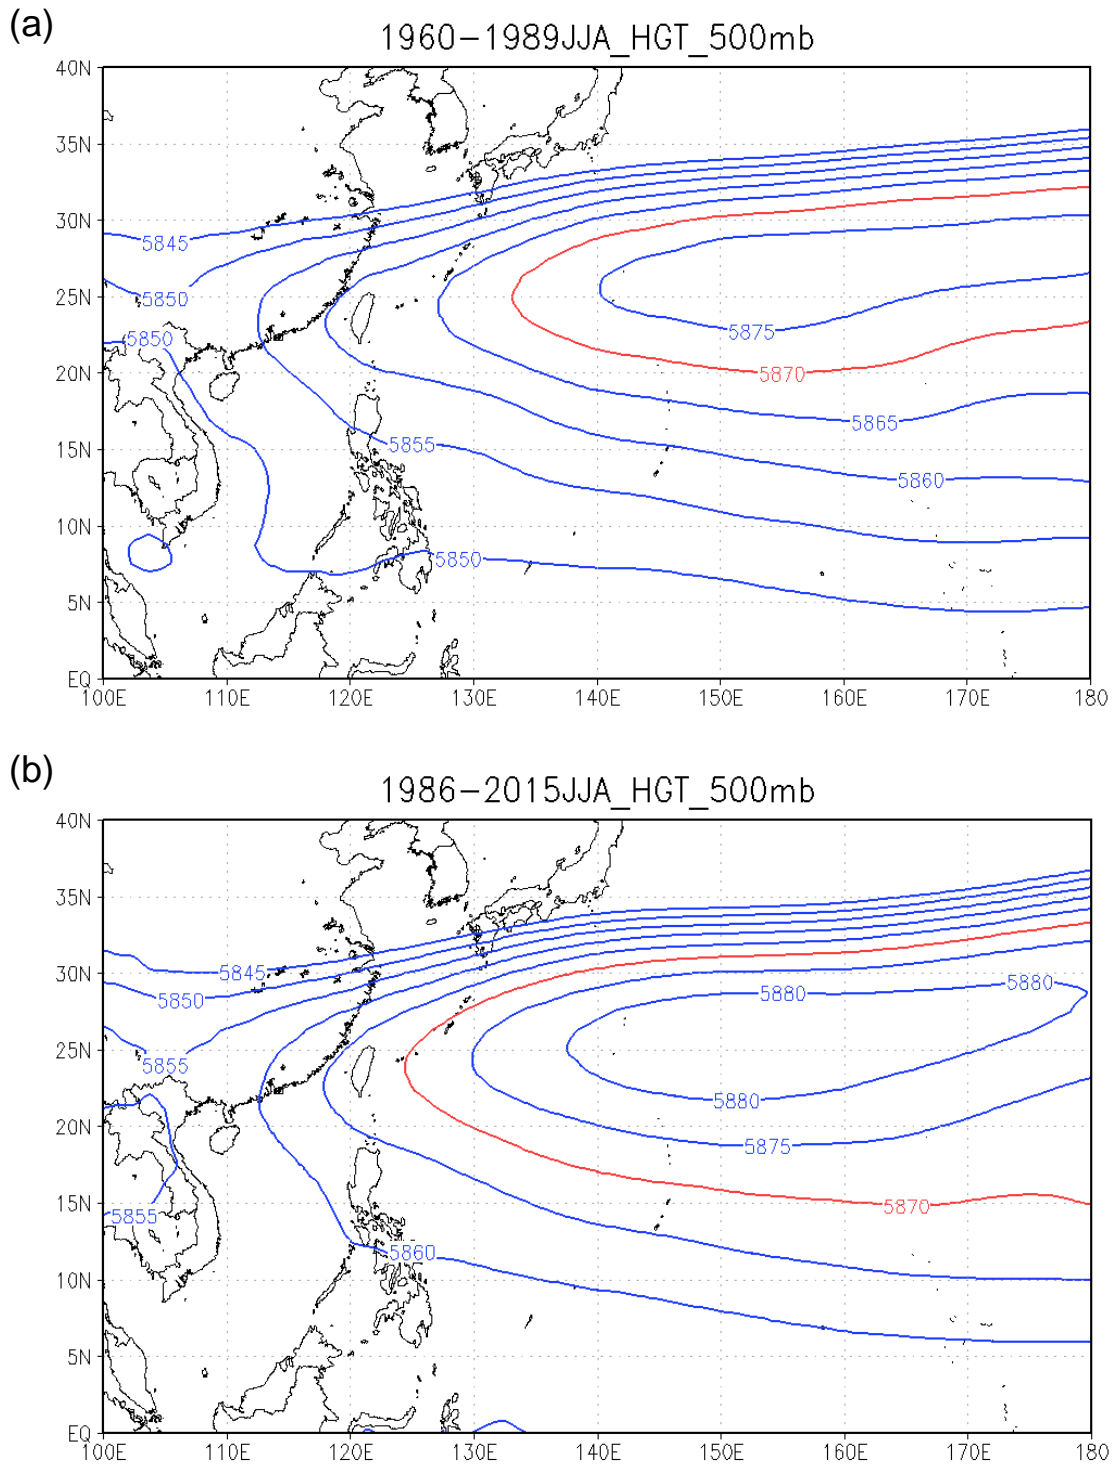 (a)
1960-1989JJA_HGT_500mb
40N
35N
30N
25N
20N
15N
10N
5N
EQ
5845
5850
5850
5875
5870
5865
5855
5860
5850
100E 110E 120E 130E 140E 150E 160E 170E 180
(b)
1986-2015JJA_HGT_500mb
40N
35N
30N
25N
20N
15N
10N
5N
EQ
5845
5880
5850
5880
5855
5880
5875
5870
5855
5860
100E 110E 120E 130E 140E 150E 160E 170E 180